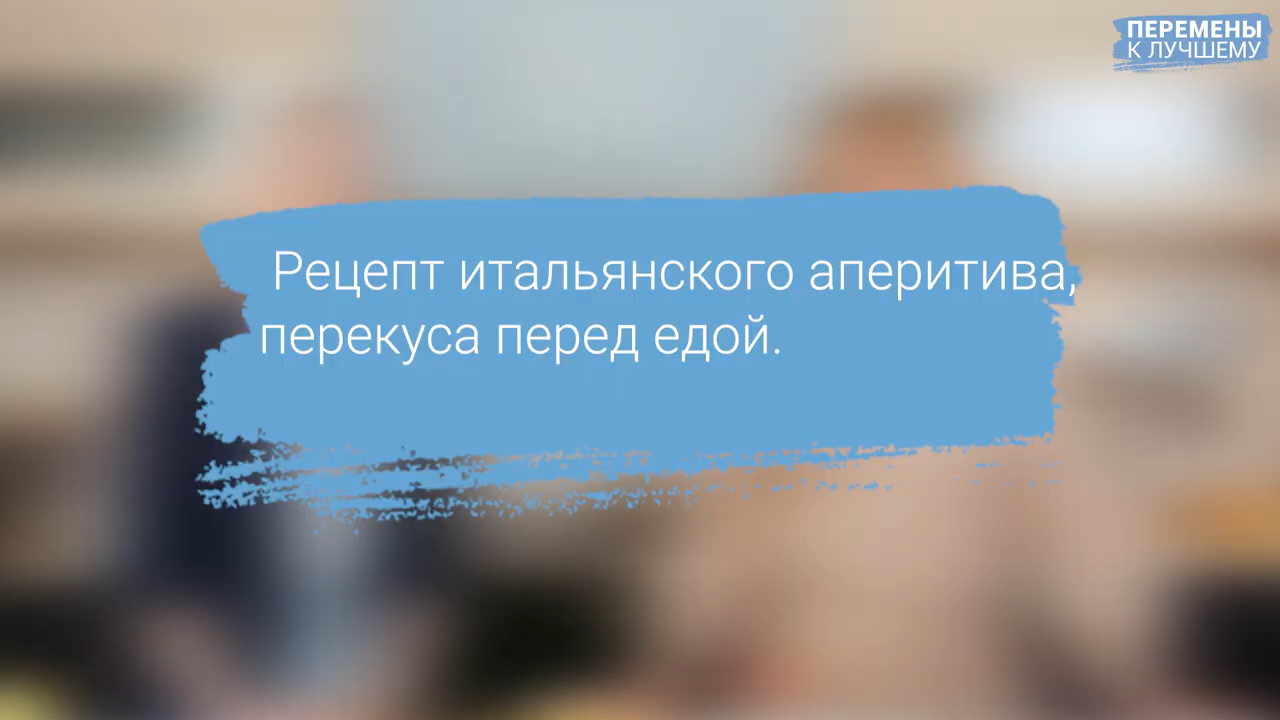 ПЕРЕМЕНЫ
К ЛУЧШЕМУ
Рецепт итальянского аперитива,
перекуса перед едой.